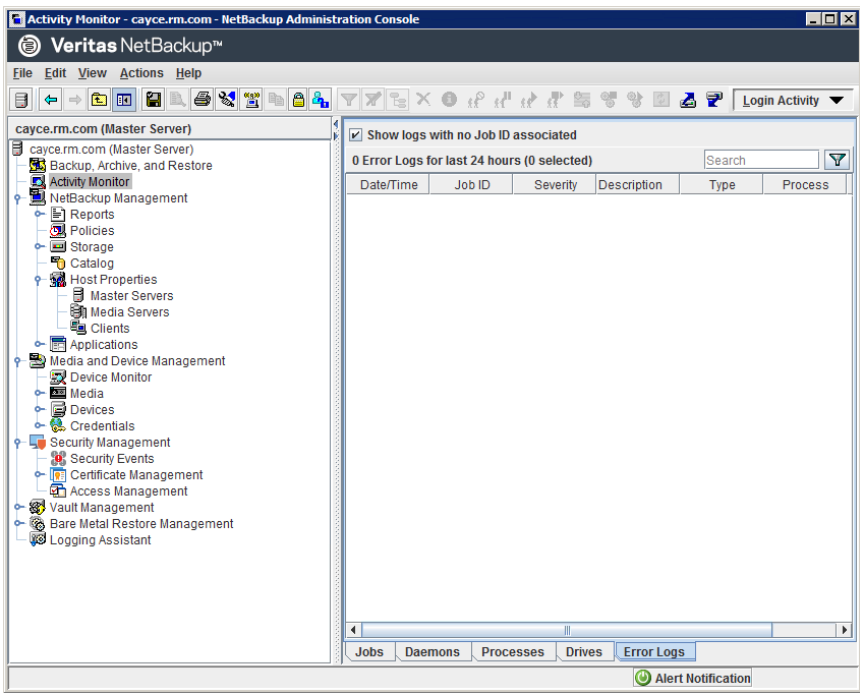 Activity Monitor - cayce.rm.com - NetBackup Administration Console
Veritas NetBackup™
File Edit View Actions Help
Login Activity
cayce.rm.com (Master Server)
cayce.rm.com (Master Server)
Backup, Archive, and Restore
Activity Monitor
NetBackup Management
Reports
Policies
Storage
Catalog
Host Properties
Master Servers
Media Servers
Clients
Applications
Media and Device Management
Device Monitor
Media
Devices
Credentials
Security Management
Security Events
Certificate Management
Access Management
Vault Management
Bare Metal Restore Management
Logging Assistant
Show logs with no Job ID associated
0 Error Logs for last 24 hours (0 selected)
Search
Date/Time Job ID Severity Description Type Process
Jobs Daemons Processes Drives Error Logs
Alert Notification